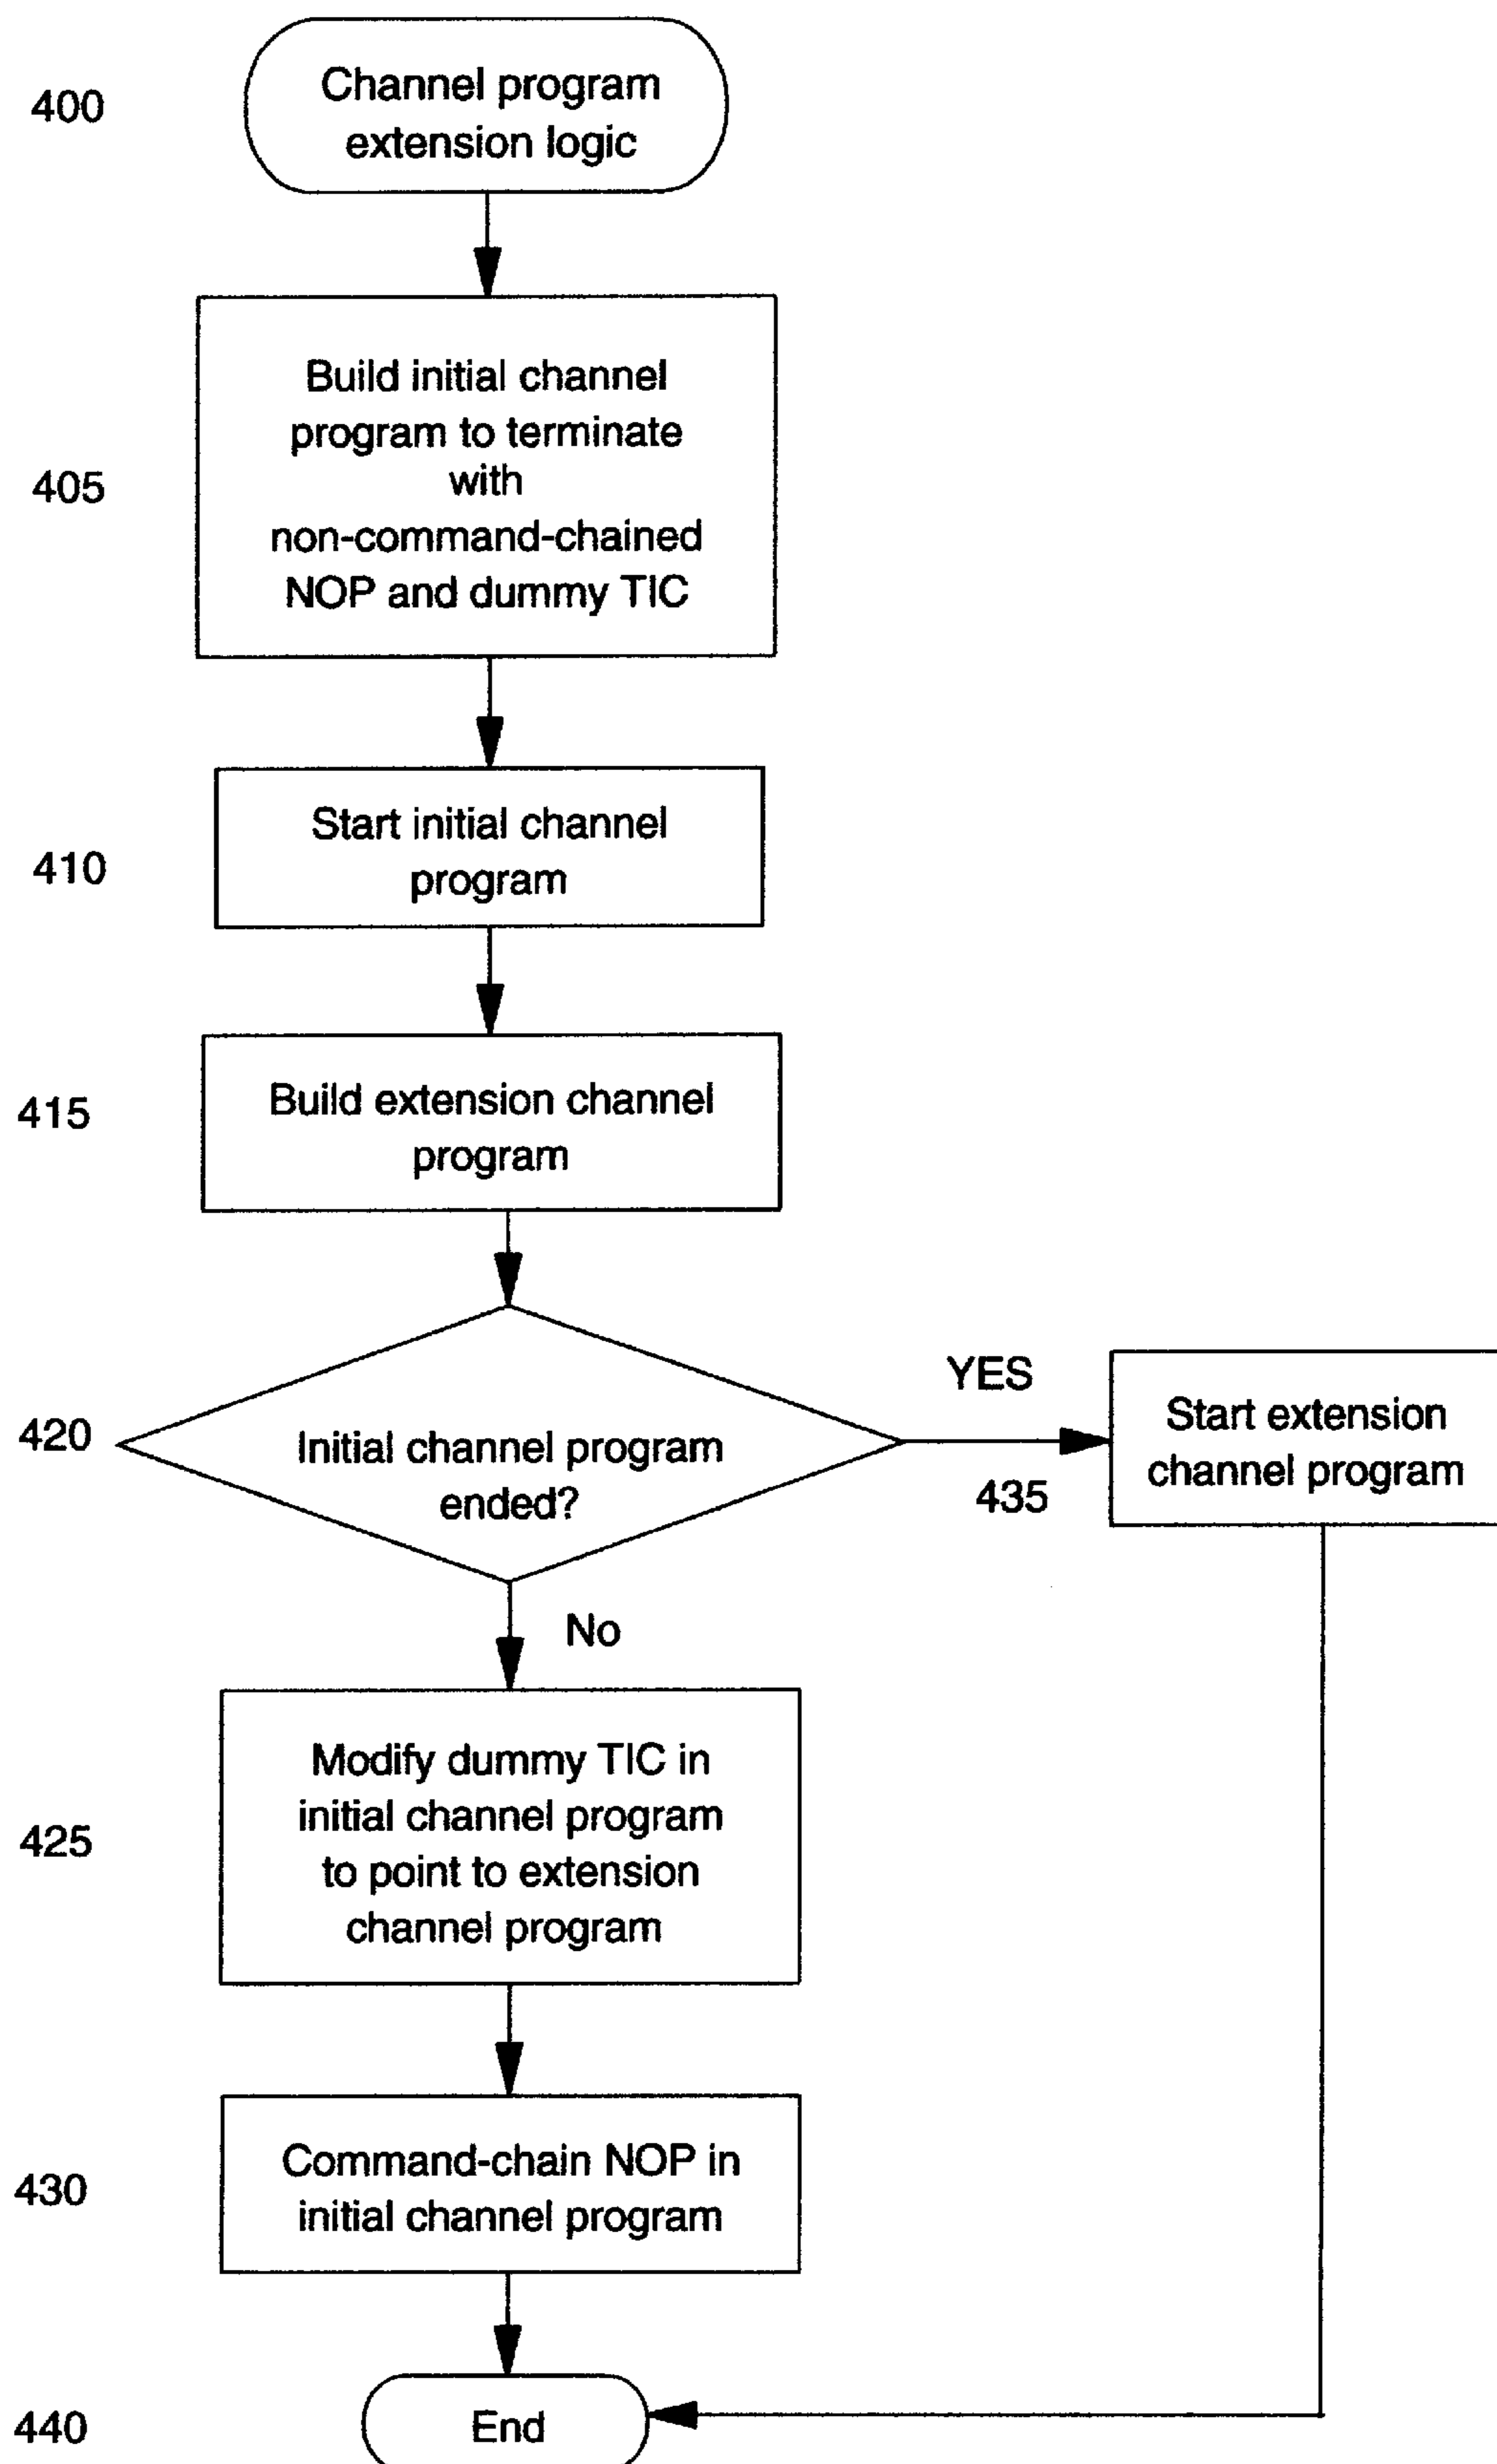 400
Channel program
extension logic
405
Build initial channel
program to terminate
with
non-command-chained
NOP and dummy TIC
410
Start initial channel
program
415
Build extension channel
program
420
Initial channel program
ended?
YES
435
Start extension
channel program
No
425
Modify dummy TIC in
initial channel program
to point to extension
channel program
430
Command-chain NOP in
initial channel program
440
End